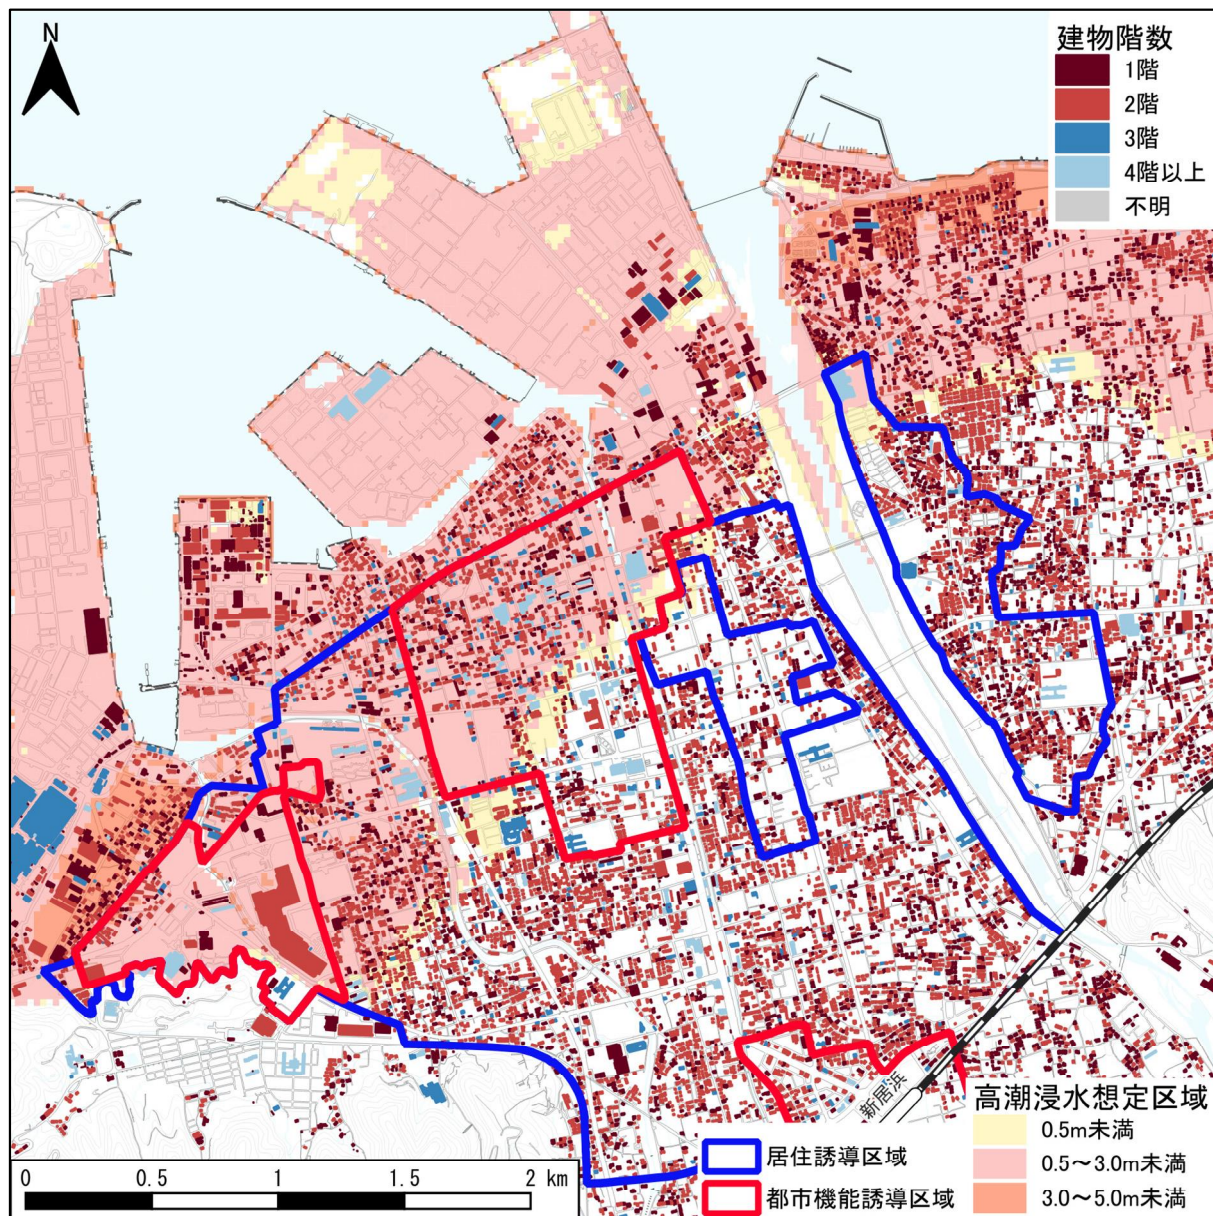 N
建物階数
1階
2階
3階
4階以上
不明
新居浜
高潮浸水想定区域
0.5m未満
0.5～3.0m未満
3.0～5.0m未満
居住誘導区域
都市機能誘導区域
0 0.5 1 1.5 2 km